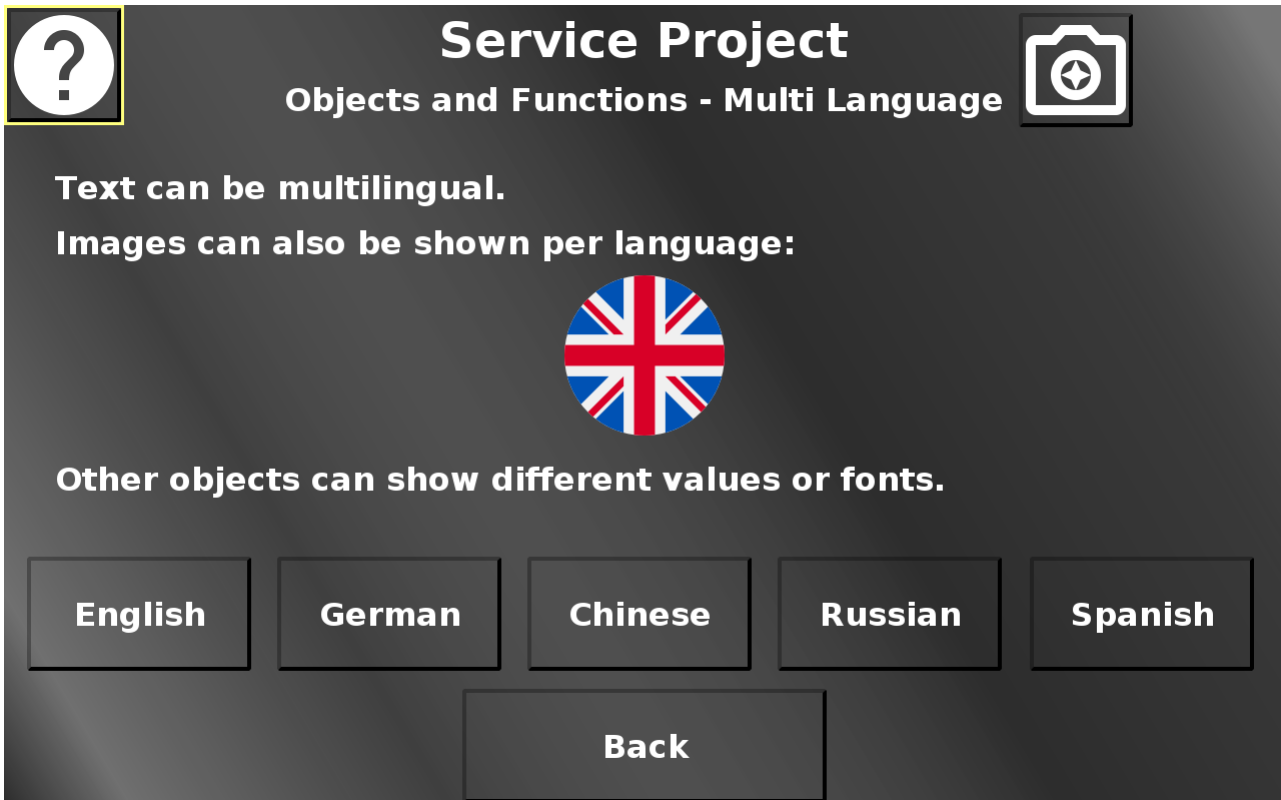 Service Project
Objects and Functions - Multi Language
Text can be multilingual.
Images can also be shown per language:
Other objects can show different values or fonts.
English German Chinese Russian Spanish
Back